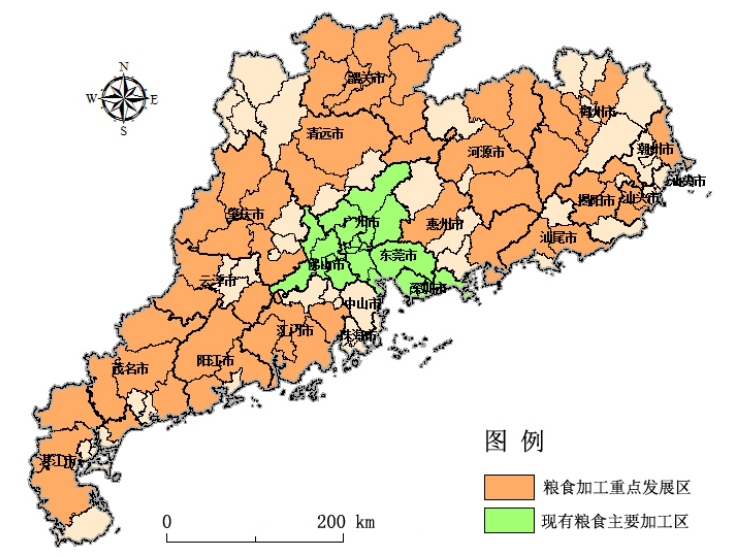 N
W E
S
韶关市
清远市
梅州市
河源市
潮州市
汕头市
揭阳市
汕头市
肇庆市
广州市
惠州市
汕尾市
东莞市
佛山市
云浮市
深圳市
中山市
江门市
珠海市
阳江市
茂名市
湛江市
图 例
粮食加工重点发展区
现有粮食主要加工区
0 200 km